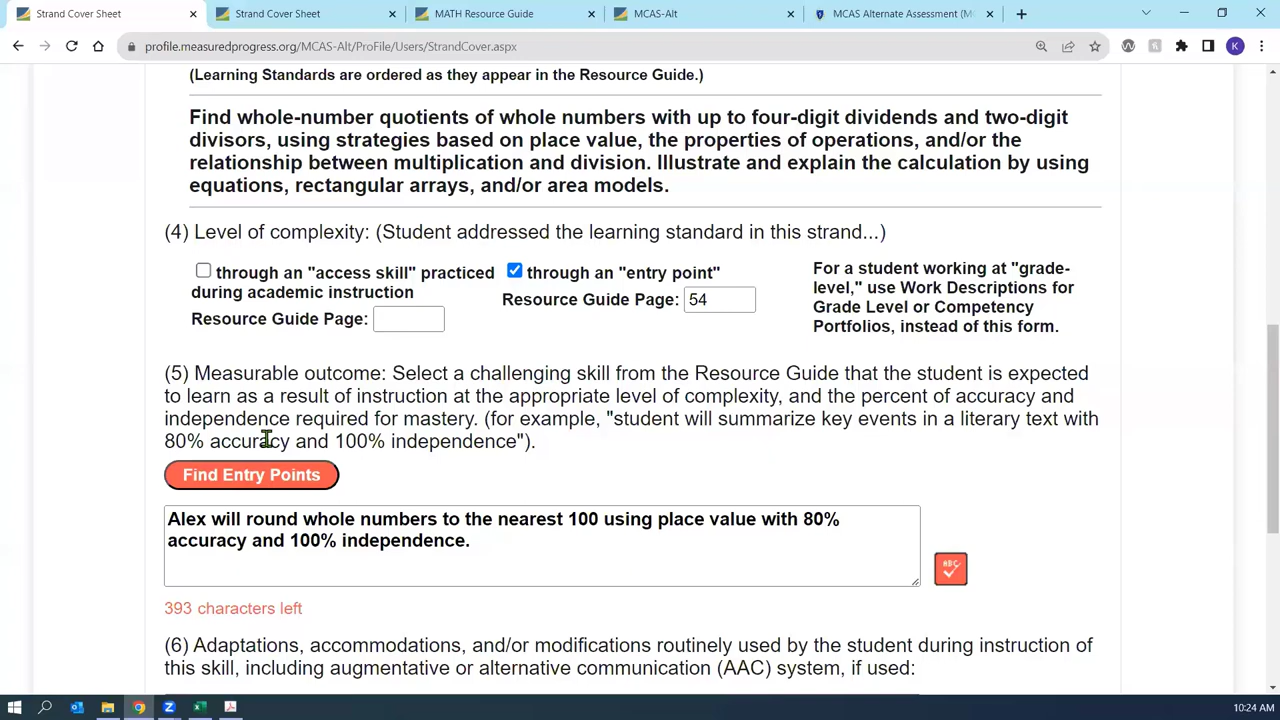 Strand Cover Sheet
Strand Cover Sheet
MATH Resource Guide
MCAS-Alt
MCAS Alternate Assessment (MC
profile.measuredprogress.org/MCAS-Alt/ProFile/Users/StrandCover.aspx
K
(Learning Standards are ordered as they appear in the Resource Guide.)
Find whole-number quotients of whole numbers with up to four-digit dividends and two-digit
divisors, using strategies based on place value, the properties of operations, and/or the
relationship between multiplication and division. Illustrate and explain the calculation by using
equations, rectangular arrays, and/or area models.
(4) Level of complexity: (Student addressed the learning standard in this strand...)
through an "access skill" practiced
during academic instruction
Resource Guide Page:
through an "entry point"
Resource Guide Page: 54
For a student working at "grade-
level," use Work Descriptions for
Grade Level or Competency
Portfolios, instead of this form.
(5) Measurable outcome: Select a challenging skill from the Resource Guide that the student is expected
to learn as a result of instruction at the appropriate level of complexity, and the percent of accuracy and
independence required for mastery. (for example, "student will summarize key events in a literary text with
80% accuracy and 100% independence").
Find Entry Points
Alex will round whole numbers to the nearest 100 using place value with 80%
accuracy and 100% independence.
ABC
393 characters left
(6) Adaptations, accommodations, and/or modifications routinely used by the student during instruction of
this skill, including augmentative or alternative communication (AAC) system, if used:
10:24 AM